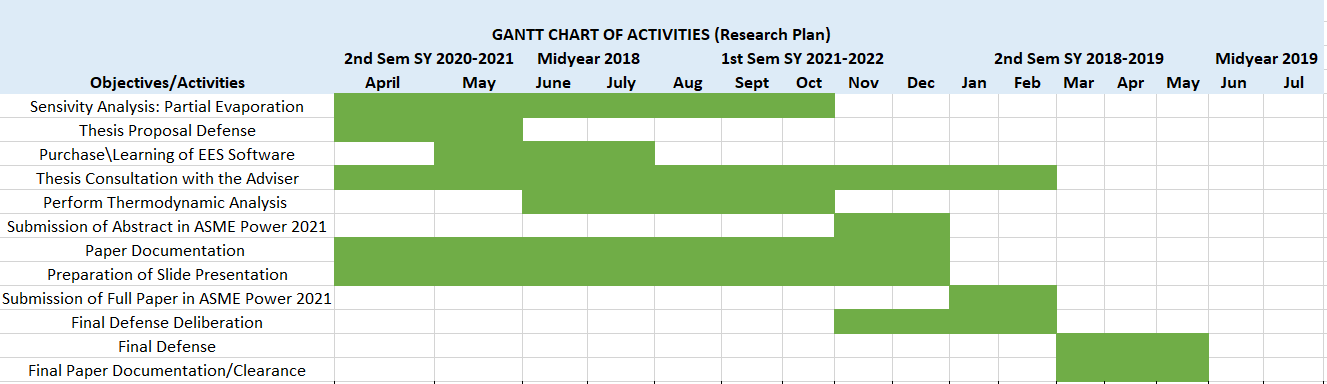 GANTT CHART OF ACTIVITIES (Research Plan)
2nd Sem SY 2020-2021 Midyear 2018 1st Sem SY 2021-2022 2nd Sem SY 2018-2019 Midyear 2019
Objectives/Activities April May June July Aug Sept Oct Nov Dec Jan Feb Mar Apr May Jun Jul
Sensivity Analysis: Partial Evaporation
Thesis Proposal Defense
Purchase\Learning of EES Software
Thesis Consultation with the Adviser
Perform Thermodynamic Analysis
Submission of Abstract in ASME Power 2021
Paper Documentation
Preparation of Slide Presentation
Submission of Full Paper in ASME Power 2021
Final Defense Deliberation
Final Defense
Final Paper Documentation/Clearance